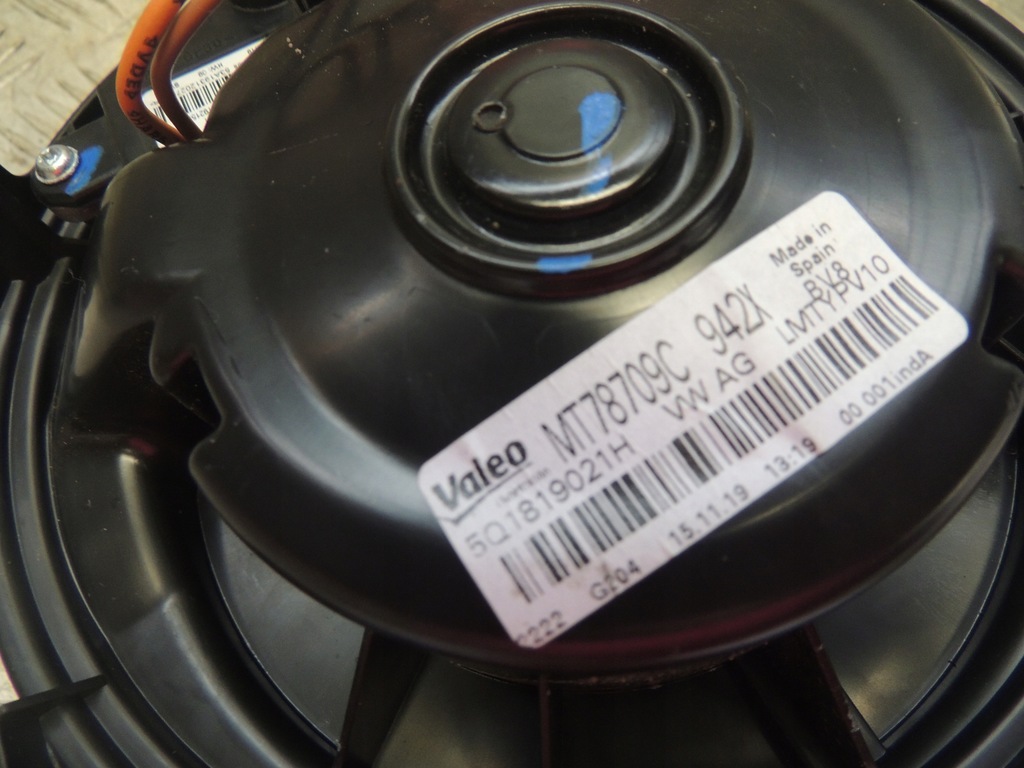 Made in
Spain
BV8
Valeo MT78709C 942X LMTYPV10
5Q1819021H VW AG
G204 15.11.19 13:19 00 001indA